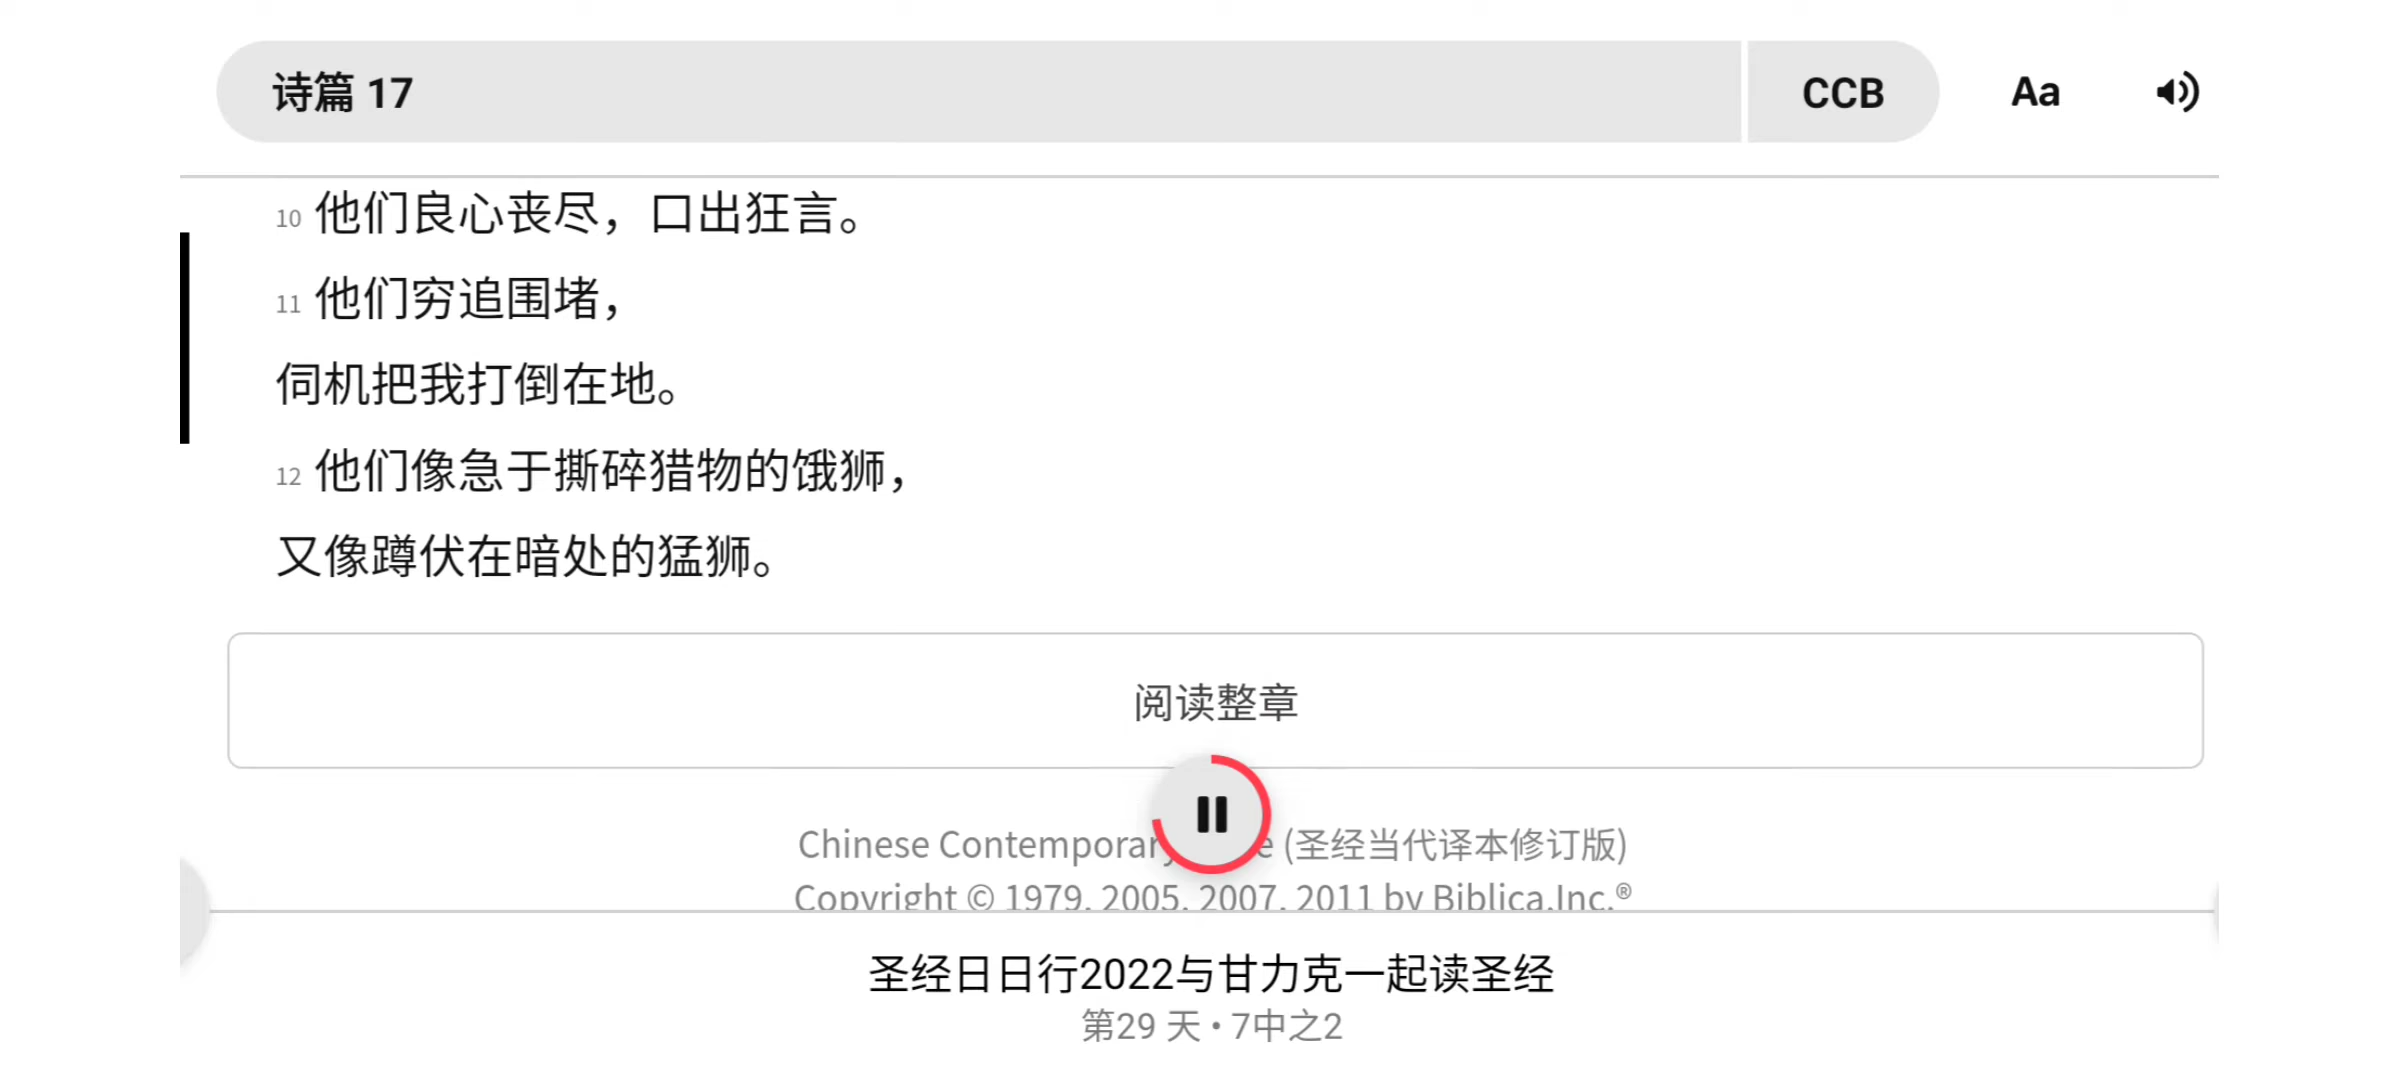 诗篇 17
CCB
Aa
10 他们良心丧尽，口出狂言。
11 他们穷追围堵，
伺机把我打倒在地。
12 他们像急于撕碎猎物的饿狮，
又像蹲伏在暗处的猛狮。
阅读整章
Chinese Contemporary (圣经当代译本修订版)
Copyright © 1979, 2005, 2007, 2011 by Biblica,Inc.®
圣经日日行2022与甘力克一起读圣经
第29 天 • 7中之2